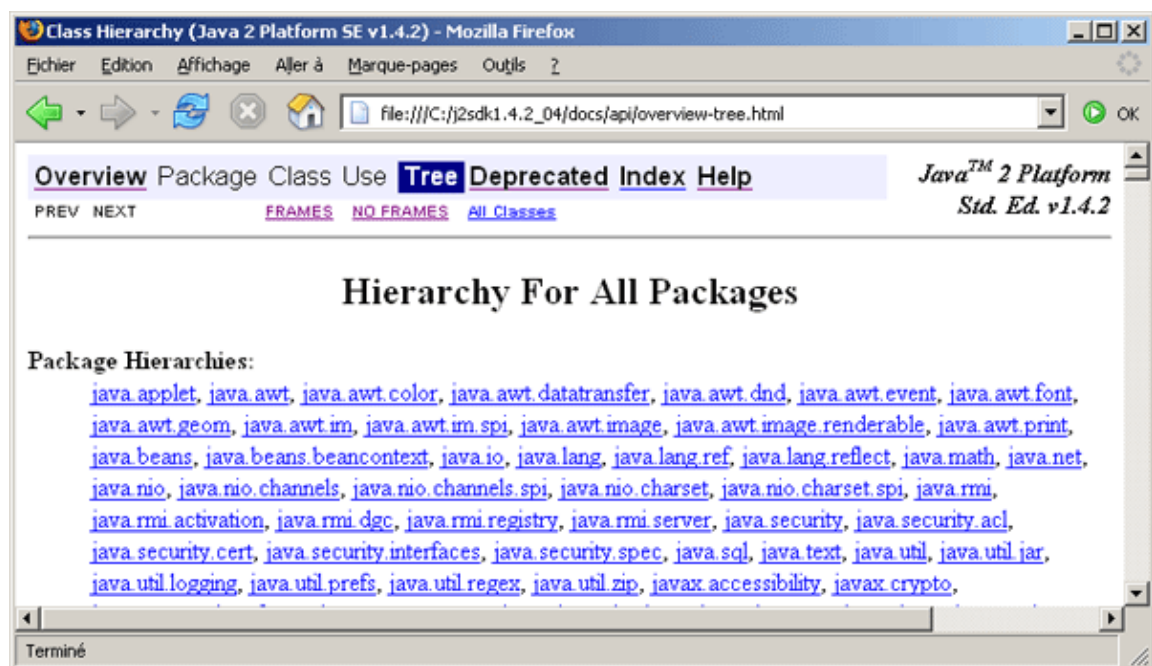 Class Hierarchy (Java 2 Platform SE v1.4.2) - Mozilla Firefox
Fichier Edition Affichage Aller à Marque-pages Outils ?
file:///C:/j2sdk1.4.2_04/docs/api/overview-tree.html OK
Overview Package Class Use Tree Deprecated Index Help
Java™ 2 Platform
Std. Ed. v1.4.2
PREV NEXT FRAMES NO FRAMES All Classes
Hierarchy For All Packages
Package Hierarchies:
java.applet, java.awt, java.awt.color, java.awt.datatransfer, java.awt.dnd, java.awt.event, java.awt.font,
java.awt.geom, java.awt.im, java.awt.im.spi, java.awt.image, java.awt.image.renderable, java.awt.print,
java.beans, java.beans.beancontext, java.io, java.lang, java.lang.ref, java.lang.reflect, java.math, java.net,
java.nio, java.nio.channels, java.nio.channels.spi, java.nio.charset, java.nio.charset.spi, java.rmi,
java.rmi.activation, java.rmi.dgc, java.rmi.registry, java.rmi.server, java.security, java.security.acl,
java.security.cert, java.security.interfaces, java.security.spec, java.sql, java.text, java.util, java.util.jar,
java.util.logging, java.util.prefs, java.util.regex, java.util.zip, javax.accessibility, javax.crypto,
Terminé